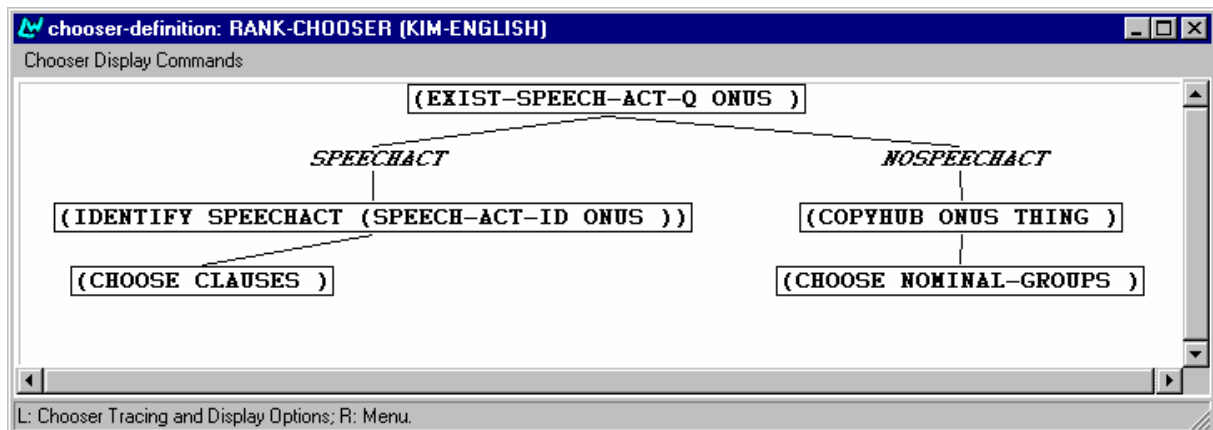 chooser-definition: RANK-CHOOSER (KIM-ENGLISH)
Chooser Display Commands
(EXIST-SPEECH-ACT-Q ONUS )
SPEECHACT NOSPEECHACT
(IDENTIFY SPEECHACT (SPEECH-ACT-ID ONUS )) (COPYHUB ONUS THING )
(CHOOSE CLAUSES ) (CHOOSE NOMINAL-GROUPS )
L: Chooser Tracing and Display Options; R: Menu.